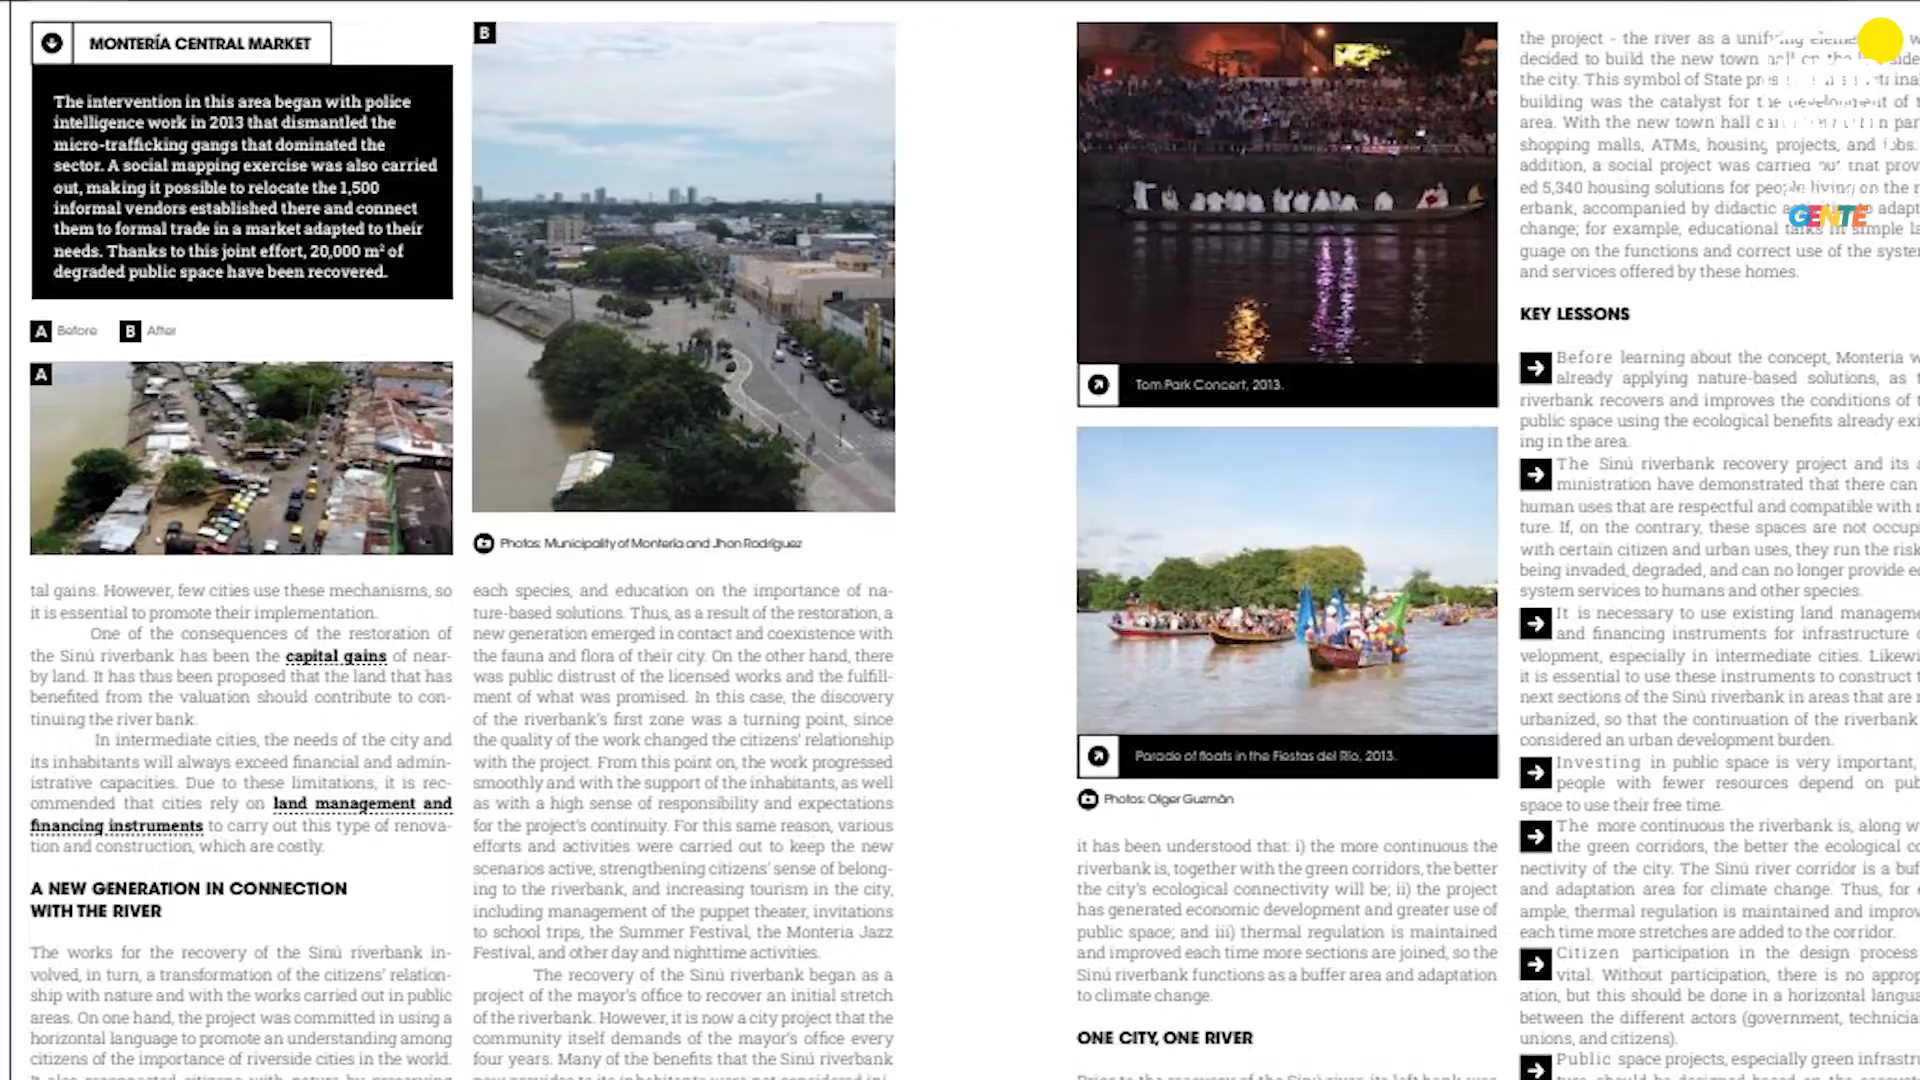 MONTERÍA CENTRAL MARKET
The intervention in this area began with police
intelligence work in 2013 that dismantled the
micro-trafficking gangs that dominated the
sector. A social mapping exercise was also carried
out, making it possible to relocate the 1,500
informal vendors established there and connect
them to formal trade in a market adapted to their
needs. Thanks to this joint effort, 20,000 m² of
degraded public space have been recovered.
A Before B After
A
tal gains. However, few cities use these mechanisms, so
it is essential to promote their implementation.
One of the consequences of the restoration of
the Sinú riverbank has been the capital gains of near-
by land. It has thus been proposed that the land that has
benefited from the valuation should contribute to con-
tinuing the river bank.
In intermediate cities, the needs of the city and
its inhabitants will always exceed financial and admin-
istrative capacities. Due to these limitations, it is rec-
ommended that cities rely on land management and
financing instruments to carry out this type of renova-
tion and construction, which are costly.
A NEW GENERATION IN CONNECTION
WITH THE RIVER
The works for the recovery of the Sinú riverbank in-
volved, in turn, a transformation of the citizens' relation-
ship with nature and with the works carried out in public
areas. On one hand, the project was committed in using a
horizontal language to promote an understanding among
citizens of the importance of riverside cities in the world.
B
Photos: Municipality of Montería and Jhon Rodríguez
each species, and education on the importance of na-
ture-based solutions. Thus, as a result of the restoration, a
new generation emerged in contact and coexistence with
the fauna and flora of their city. On the other hand, there
was public distrust of the licensed works and the fulfill-
ment of what was promised. In this case, the discovery
of the riverbank's first zone was a turning point, since
the quality of the work changed the citizens' relationship
with the project. From this point on, the work progressed
smoothly and with the support of the inhabitants, as well
as with a high sense of responsibility and expectations
for the project's continuity. For this same reason, various
efforts and activities were carried out to keep the new
scenarios active, strengthening citizens' sense of belong-
ing to the riverbank, and increasing tourism in the city,
including management of the puppet theater, invitations
to school trips, the Summer Festival, the Monteria Jazz
Festival, and other day and nighttime activities.
The recovery of the Sinú riverbank began as a
project of the mayor's office to recover an initial stretch
of the riverbank. However, it is now a city project that the
community itself demands of the mayor's office every
four years. Many of the benefits that the Sinú riverbank
Tom Park Concert, 2013.
Parade of floats in the Fiestas del Río, 2013.
Photos: Olger Guzmán
it has been understood that: i) the more continuous the
riverbank is, together with the green corridors, the better
the city's ecological connectivity will be; ii) the project
has generated economic development and greater use of
public space; and iii) thermal regulation is maintained
and improved each time more sections are joined, so the
Sinú riverbank functions as a buffer area and adaptation
to climate change.
ONE CITY, ONE RIVER
the project - the river as a unifying
decided to build the new town hall on the
the city. This symbol of State
building was the catalyst for the development of
area. With the new town hall
shopping malls, ATMs, housing projects, and jobs.
addition, a social project was carried out that prov
ed 5,340 housing solutions for people living on the r
erbank, accompanied by didactic adapt
GENTE
change; for example, educational talks in simple la
guage on the functions and correct use of the system
and services offered by these homes.
KEY LESSONS
Before learning about the concept, Monteria w
already applying nature-based solutions, as t
riverbank recovers and improves the conditions of t
public space using the ecological benefits already exi
ing in the area.
The Sinú riverbank recovery project and its a
ministration have demonstrated that there can
human uses that are respectful and compatible with n
ture. If, on the contrary, these spaces are not occup
with certain citizen and urban uses, they run the risk
being invaded, degraded, and can no longer provide ec
system services to humans and other species.
It is necessary to use existing land manageme
and financing instruments for infrastructure d
velopment, especially in intermediate cities. Likewi
it is essential to use these instruments to construct t
next sections of the Sinú riverbank in areas that are n
urbanized, so that the continuation of the riverbank
considered an urban development burden.
Investing in public space is very important,
people with fewer resources depend on pub
space to use their free time.
The more continuous the riverbank is, along w
the green corridors, the better the ecological co
nectivity of the city. The Sinú river corridor is a buf
and adaptation area for climate change. Thus, for e
ample, thermal regulation is maintained and improv
each time more stretches are added to the corridor.
Citizen participation in the design process
vital. Without participation, there is no approp
ation, but this should be done in a horizontal langua
between the different actors (government, technician
unions, and citizens).
Public space projects, especially green infrastru